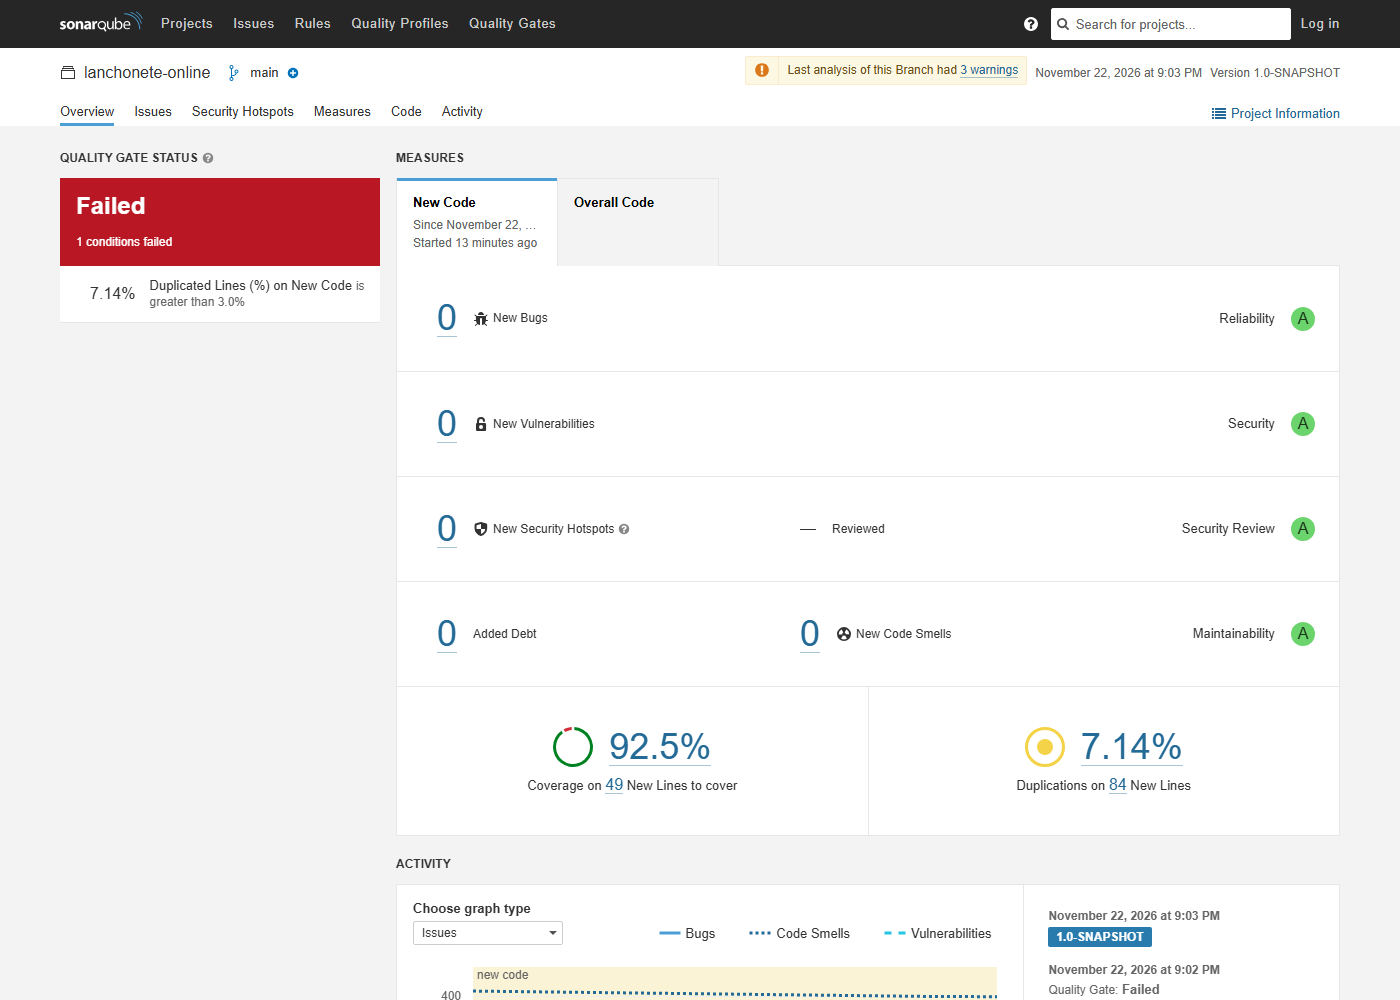 sonarqube Projects Issues Rules Quality Profiles Quality Gates ? Search for projects... Log in
lanchonete-online main Last analysis of this Branch had 3 warnings November 22, 2026 at 9:03 PM Version 1.0-SNAPSHOT
Overview Issues Security Hotspots Measures Code Activity Project Information
QUALITY GATE STATUS ?
Failed
1 conditions failed
7.14% Duplicated Lines (%) on New Code is
greater than 3.0%
MEASURES
New Code
Since November 22, ...
Started 13 minutes ago
Overall Code
0 New Bugs Reliability A
0 New Vulnerabilities Security A
0 New Security Hotspots ? — Reviewed Security Review A
0 Added Debt 0 New Code Smells Maintainability A
92.5%
Coverage on 49 New Lines to cover
7.14%
Duplications on 84 New Lines
ACTIVITY
Choose graph type
Issues
Bugs Code Smells Vulnerabilities
new code
400
November 22, 2026 at 9:03 PM
1.0-SNAPSHOT
November 22, 2026 at 9:02 PM
Quality Gate: Failed